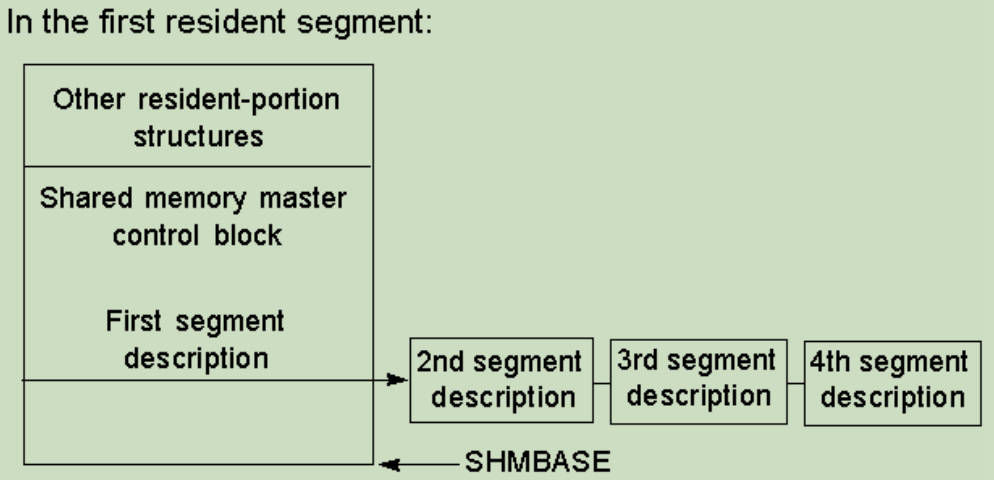 In the first resident segment:
Other resident-portion
structures
Shared memory master
control block
First segment
description
2nd segment
description
3rd segment
description
4th segment
description
SHMBASE